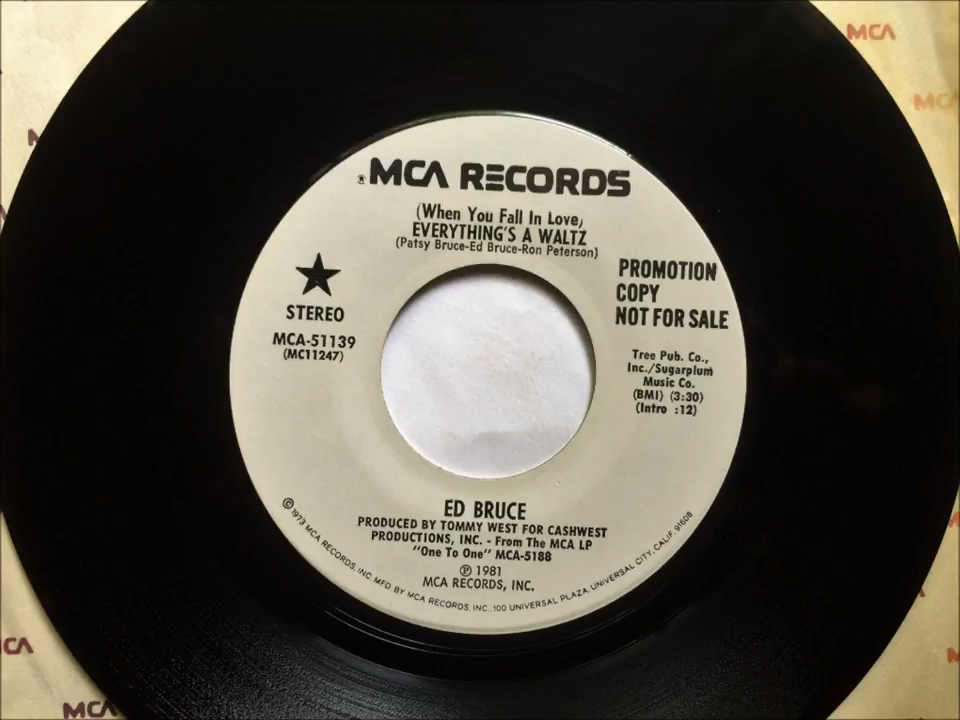 MCA
MCA
®MCA RECORDS
(When You Fall In Love)
EVERYTHING'S A WALTZ
(Patsy Bruce-Ed Bruce-Ron Peterson)
STEREO
MCA-51139
(MC11247)
PROMOTION
COPY
NOT FOR SALE
Tree Pub. Co.,
Inc./Sugarplum
Music Co.
(BMI) (3:30)
(Intro :12)
ED BRUCE
PRODUCED BY TOMMY WEST FOR CASHWEST
PRODUCTIONS, INC. - From The MCA LP
"One To One" MCA-5188
℗ 1981
MCA RECORDS, INC.
© 1973 MCA RECORDS, INC. MFD BY MCA RECORDS, INC., 100 UNIVERSAL PLAZA, UNIVERSAL CITY, CALIF. 91608
CA
MCA